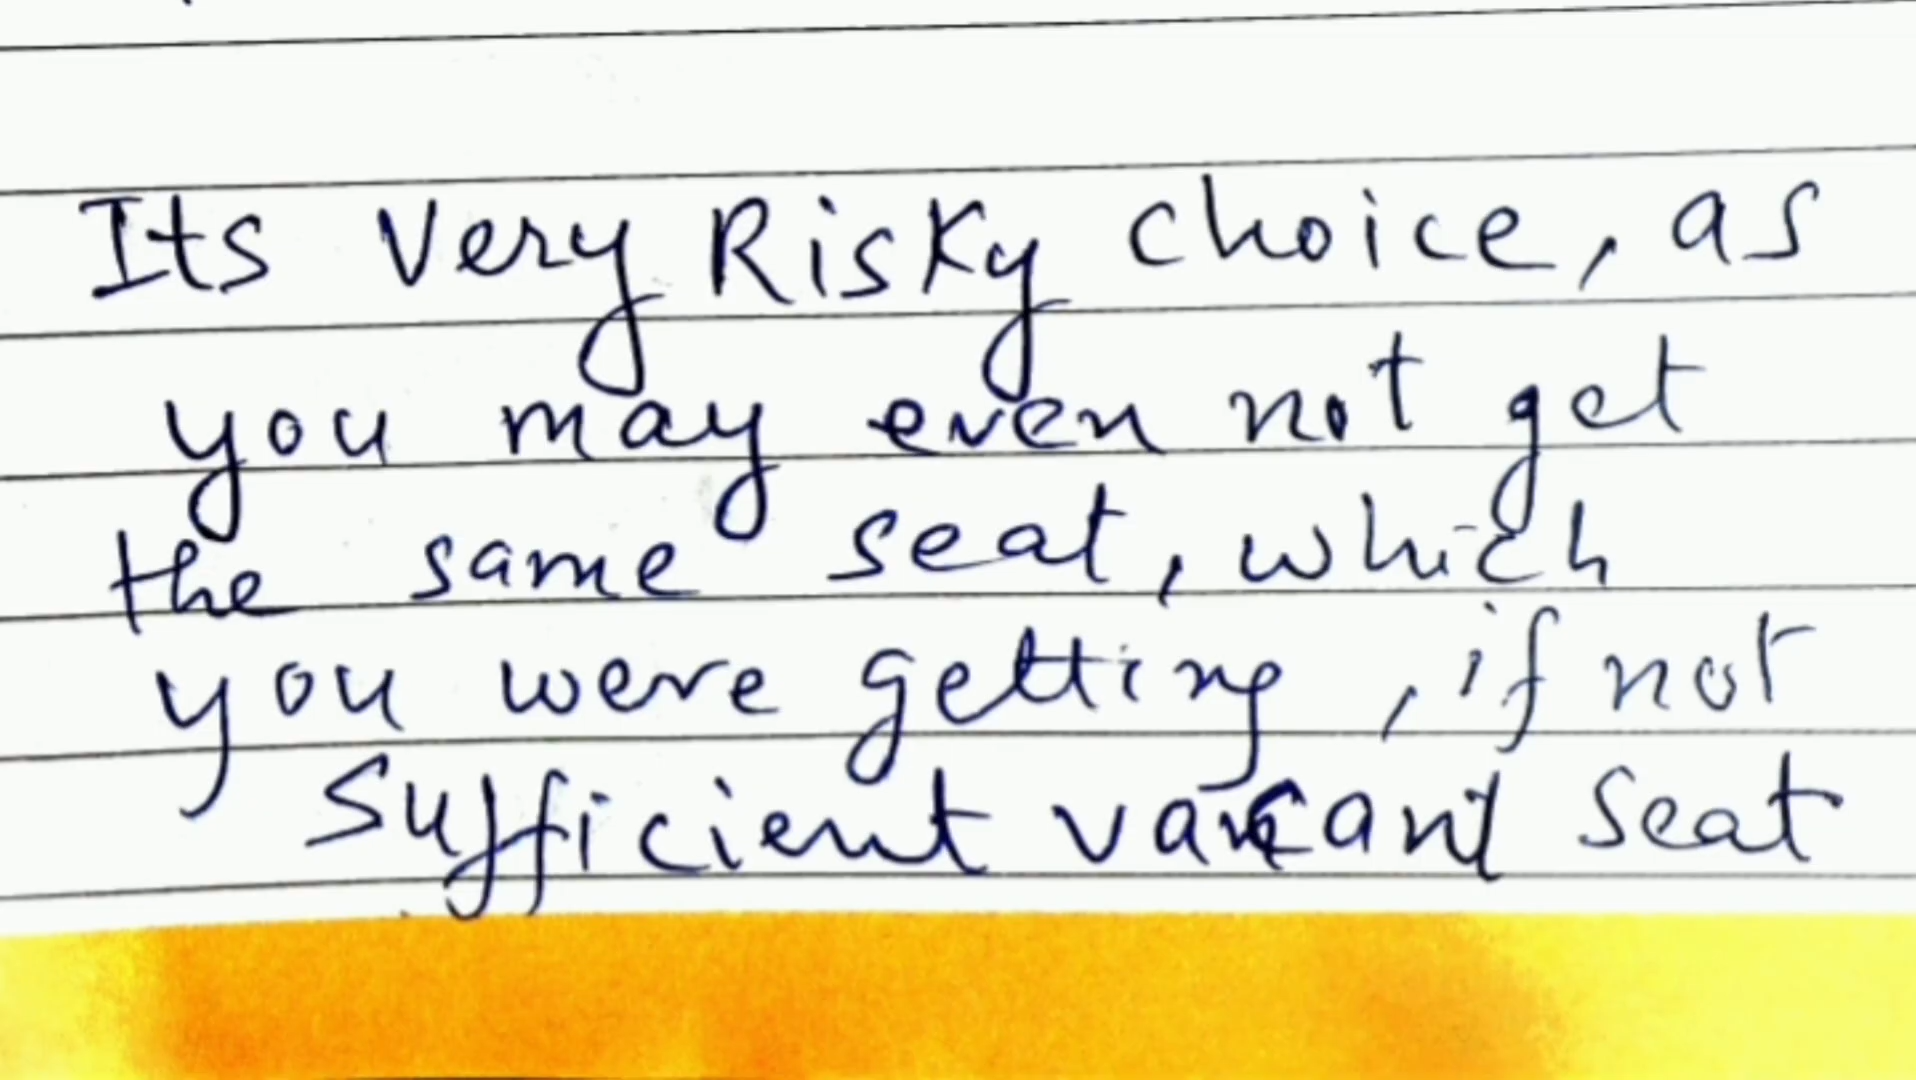 Its Very Risky choice, as
you may even not get
the same seat, which
you were getting, if not
sufficient vacant seat